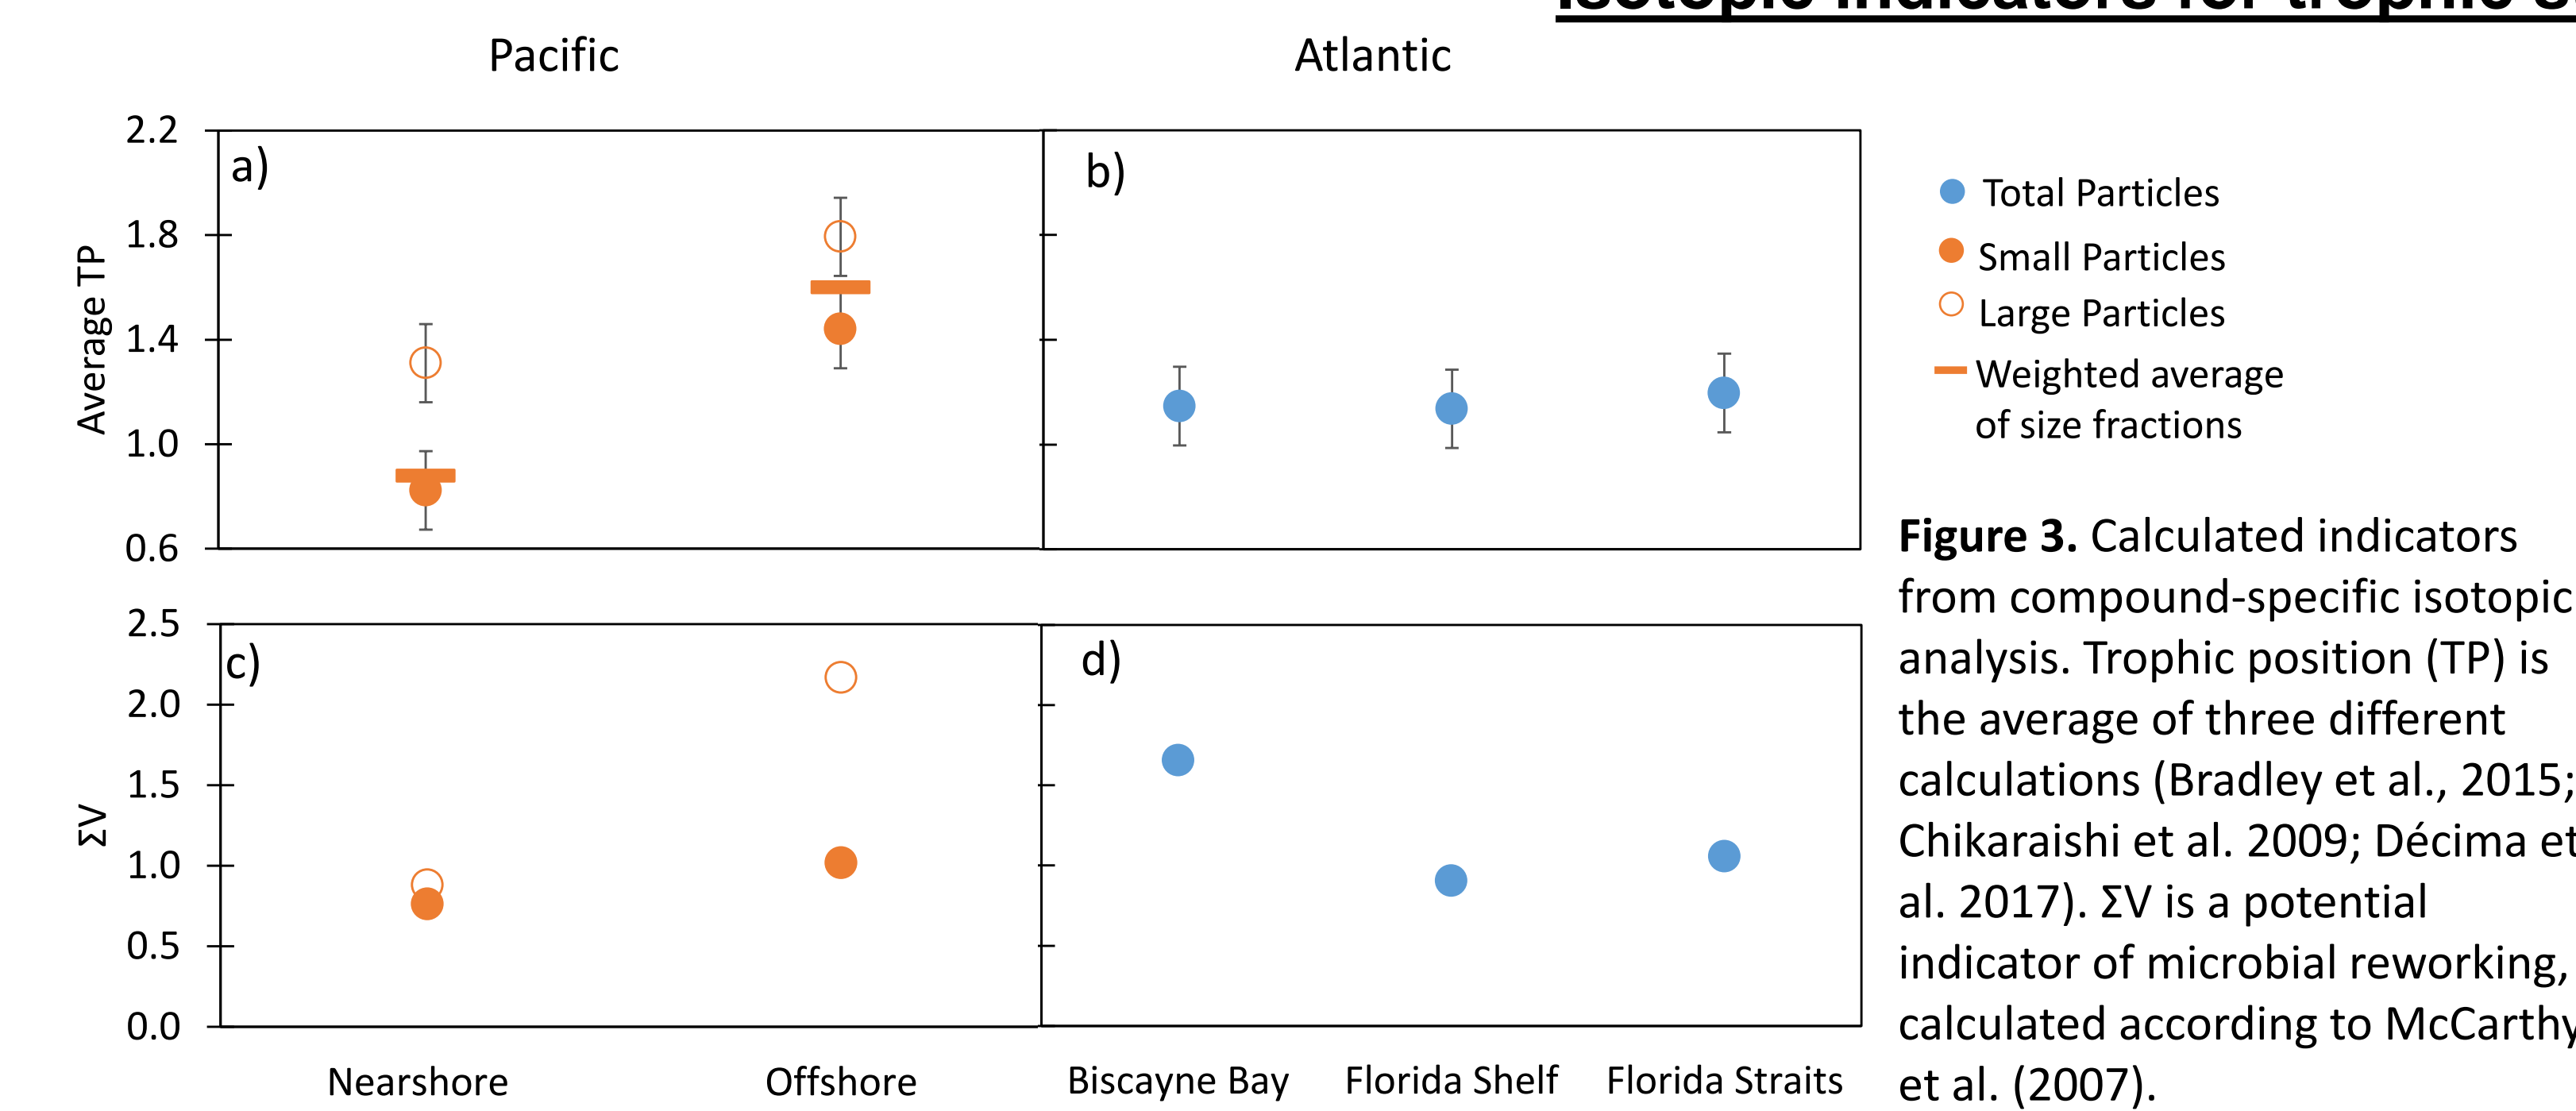 Isotopic indicators for trophic
Pacific
Atlantic
2.2
1.8
1.4
1.0
0.6
Average TP
a)
b)
Total Particles
Small Particles
Large Particles
Weighted average
of size fractions
2.5
2.0
1.5
1.0
0.5
0.0
ΣV
c)
d)
Nearshore
Offshore
Biscayne Bay
Florida Shelf
Florida Straits
Figure 3. Calculated indicators
from compound-specific isotopic
analysis. Trophic position (TP) is
the average of three different
calculations (Bradley et al., 2015;
Chikaraishi et al. 2009; Décima et
al. 2017). ΣV is a potential
indicator of microbial reworking,
calculated according to McCarthy
et al. (2007).